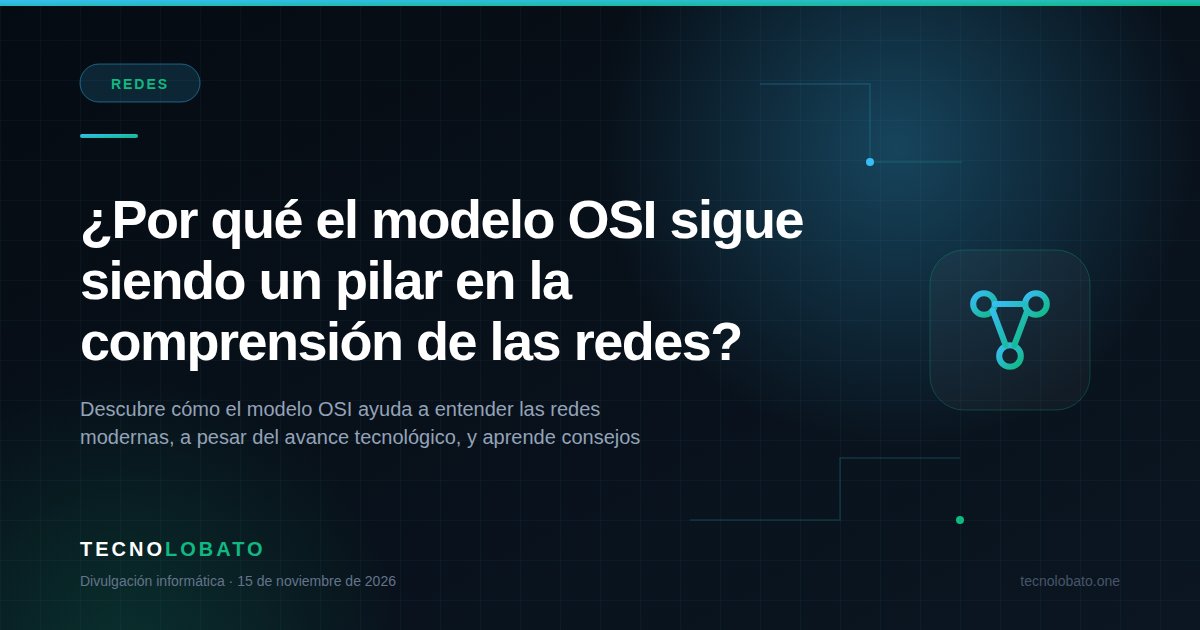 REDES
¿Por qué el modelo OSI sigue
siendo un pilar en la
comprensión de las redes?
Descubre cómo el modelo OSI ayuda a entender las redes
modernas, a pesar del avance tecnológico, y aprende consejos
TECNOLOBATO
Divulgación informática · 15 de noviembre de 2026
tecnolobato.one